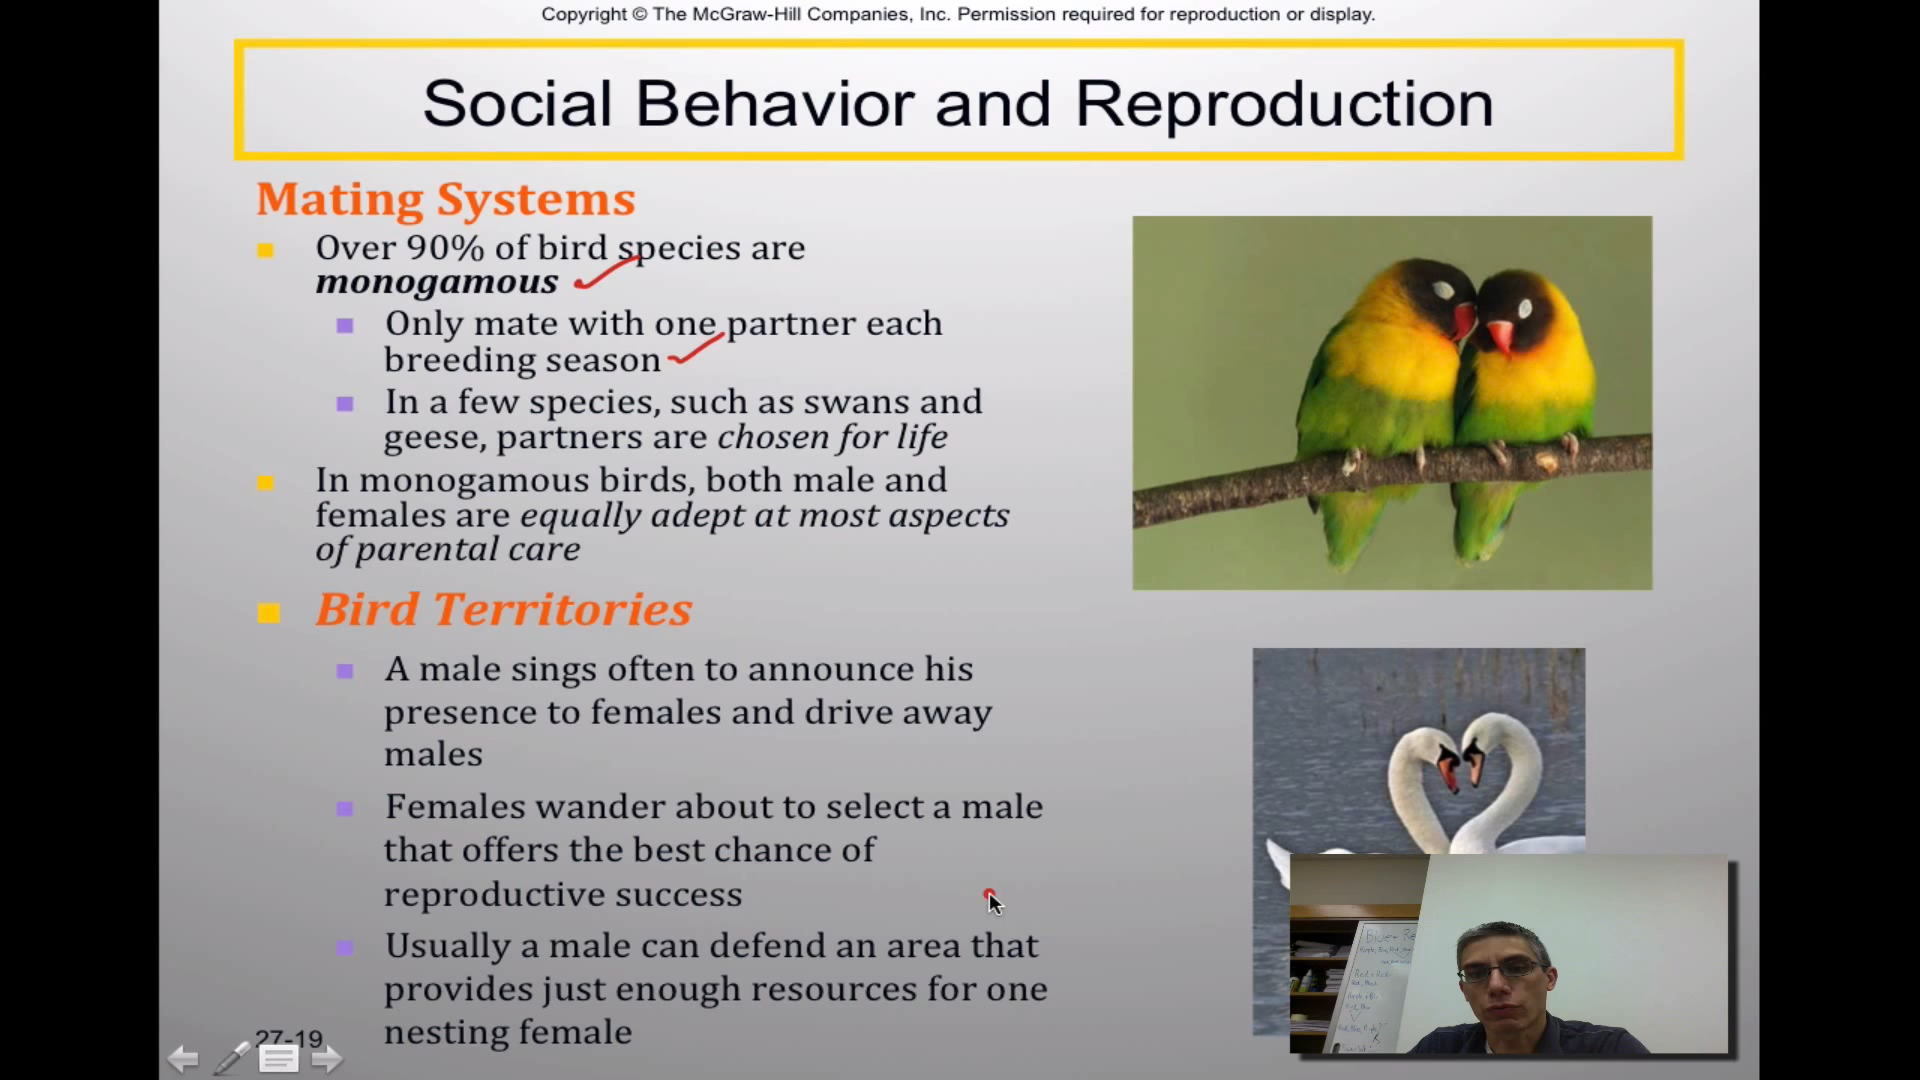 Copyright © The McGraw-Hill Companies, Inc. Permission required for reproduction or display.
Social Behavior and Reproduction
Mating Systems
Over 90% of bird species are
monogamous
Only mate with one partner each
breeding season
In a few species, such as swans and
geese, partners are chosen for life
In monogamous birds, both male and
females are equally adept at most aspects
of parental care
Bird Territories
A male sings often to announce his
presence to females and drive away
males
Females wander about to select a male
that offers the best chance of
reproductive success
Usually a male can defend an area that
provides just enough resources for one
nesting female
27-19